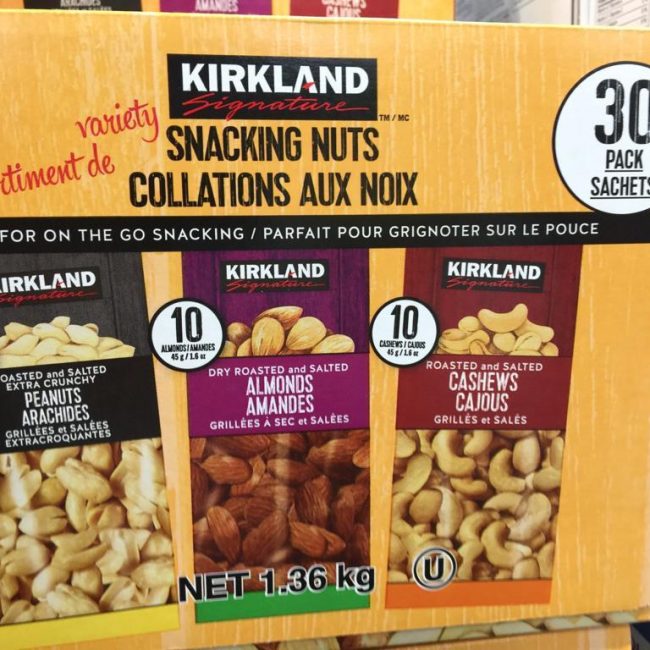 ARACHIDES
AMANDES
CAJOUS
KIRKLAND
Signature
TM / MC
variety
SNACKING NUTS
COLLATIONS AUX NOIX
30
PACK
SACHETS
FOR ON THE GO SNACKING / PARFAIT POUR GRIGNOTER SUR LE POUCE
KIRKLAND
Signature
ROASTED and SALTED
EXTRA CRUNCHY
PEANUTS
ARACHIDES
GRILLÉES et SALÉES
EXTRACROQUANTES
KIRKLAND
Signature
10
ALMONDS/AMANDES
45 g / 1.6 oz
DRY ROASTED and SALTED
ALMONDS
AMANDES
GRILLÉES À SEC et SALÉES
KIRKLAND
Signature
10
CASHEWS / CAJOUS
45 g / 1.6 oz
ROASTED and SALTED
CASHEWS
CAJOUS
GRILLÉS et SALÉS
NET 1.36 kg
U